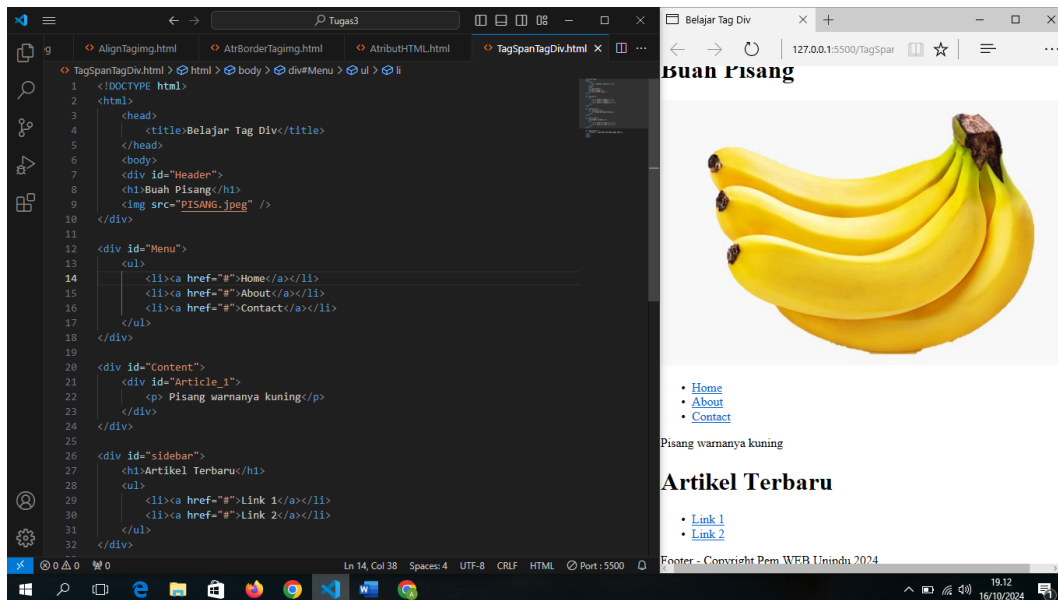 Tugas3
AlignTagimg.html
AtrBorderTagimg.html
AtributHTML.html
TagSpanTagDiv.html
TagSpanTagDiv.html > html > body > div#Menu > ul > li
1 <!DOCTYPE html>
2 <html>
3 <head>
4 <title>Belajar Tag Div</title>
5 </head>
6 <body>
7 <div id="Header">
8 <h1>Buah Pisang</h1>
9 <img src="PISANG.jpeg" />
10 </div>
11
12 <div id="Menu">
13 <ul>
14 <li><a href="#">Home</a></li>
15 <li><a href="#">About</a></li>
16 <li><a href="#">Contact</a></li>
17 </ul>
18 </div>
19
20 <div id="Content">
21 <div id="Article_1">
22 <p> Pisang warnanya kuning</p>
23 </div>
24 </div>
25
26 <div id="sidebar">
27 <h1>Artikel Terbaru</h1>
28 <ul>
29 <li><a href="#">Link 1</a></li>
30 <li><a href="#">Link 2</a></li>
31 </ul>
32 </div>
0 0 0 Ln 14, Col 38 Spaces: 4 UTF-8 CRLF HTML Port : 5500
Belajar Tag Div
127.0.0.1:5500/TagSpar
Buah Pisang
Home
About
Contact
Pisang warnanya kuning
Artikel Terbaru
Link 1
Link 2
Footer - Copyright Pem WEB Unipdu 2024
19.12
16/10/2024